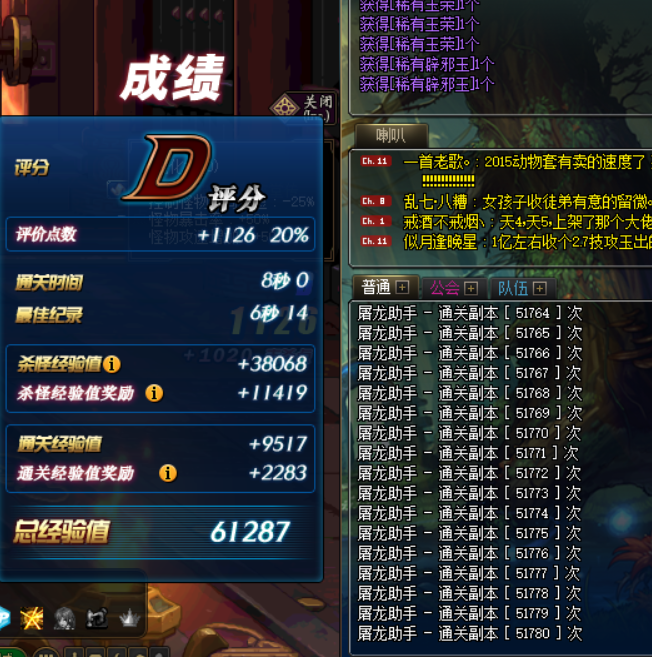 成绩
关闭
评分
D评分
评价点数 +1126 20%
通关时间 8秒 0
最佳纪录 6秒 14
杀怪经验值 +38068
杀怪经验值奖励 +11419
通关经验值 +9517
通关经验值奖励 +2283
总经验值 61287
获得[稀有玉荣]1个
获得[稀有玉荣]1个
获得[稀有玉荣]1个
获得[稀有辟邪玉]1个
获得[稀有辟邪玉]1个
喇叭
Ch.11 一首老歌。: 2015动物套有卖的速度了
!!!!!!!!!!!!!!
Ch.8 乱七·八糟: 女孩子收徒弟有意的留微
Ch.1 戒酒不戒烟、: 天4,天5,上架了那个大佬
Ch.11 似月逢晚星: 1亿左右收个27技攻玉出的
普通 公会 队伍
屠龙助手 - 通关副本 [ 51764 ] 次
屠龙助手 - 通关副本 [ 51765 ] 次
屠龙助手 - 通关副本 [ 51766 ] 次
屠龙助手 - 通关副本 [ 51767 ] 次
屠龙助手 - 通关副本 [ 51768 ] 次
屠龙助手 - 通关副本 [ 51769 ] 次
屠龙助手 - 通关副本 [ 51770 ] 次
屠龙助手 - 通关副本 [ 51771 ] 次
屠龙助手 - 通关副本 [ 51772 ] 次
屠龙助手 - 通关副本 [ 51773 ] 次
屠龙助手 - 通关副本 [ 51774 ] 次
屠龙助手 - 通关副本 [ 51775 ] 次
屠龙助手 - 通关副本 [ 51776 ] 次
屠龙助手 - 通关副本 [ 51777 ] 次
屠龙助手 - 通关副本 [ 51778 ] 次
屠龙助手 - 通关副本 [ 51779 ] 次
屠龙助手 - 通关副本 [ 51780 ] 次